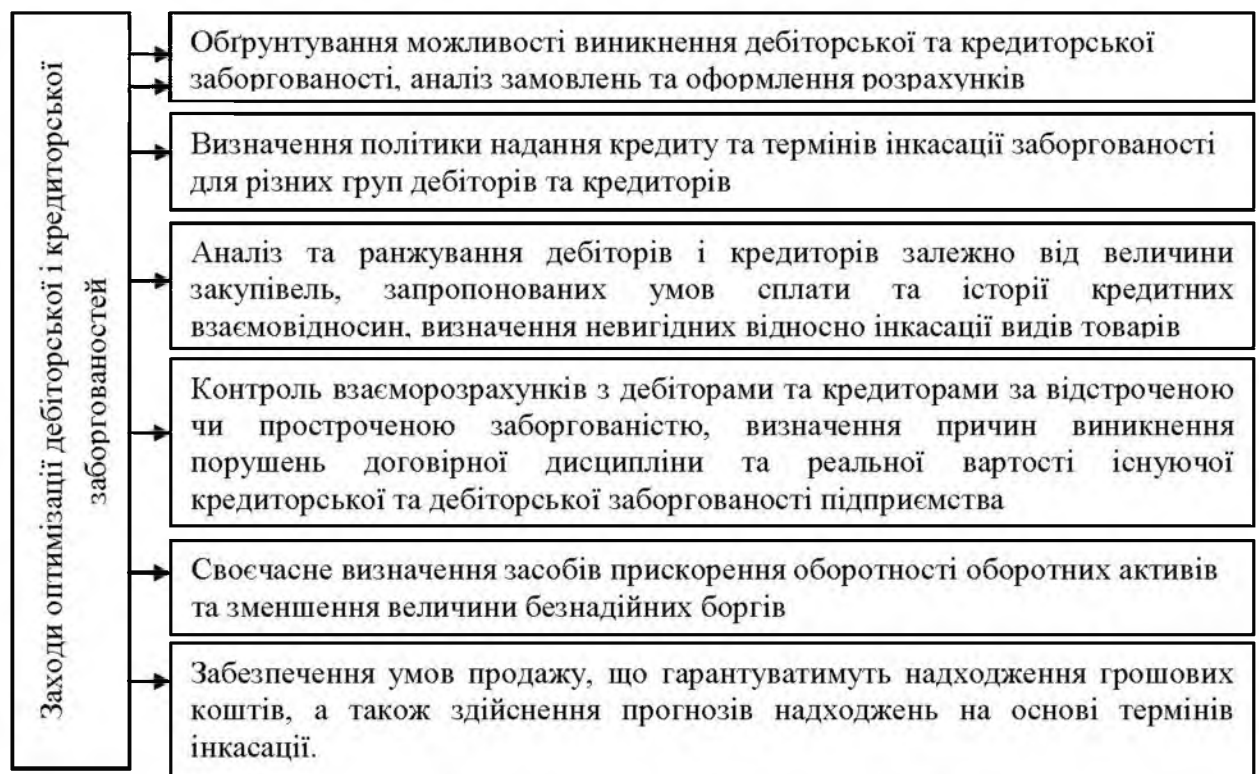 Заходи оптимізації дебіторської і кредиторської
заборгованостей
Обґрунтування можливості виникнення дебіторської та кредиторської
заборгованості, аналіз замовлень та оформлення розрахунків
Визначення політики надання кредиту та термінів інкасації заборгованості
для різних груп дебіторів та кредиторів
Аналіз та ранжування дебіторів і кредиторів залежно від величини
закупівель, запропонованих умов сплати та історії кредитних
взаємовідносин, визначення невигідних відносно інкасації видів товарів
Контроль взаєморозрахунків з дебіторами та кредиторами за відстроченою
чи простроченою заборгованістю, визначення причин виникнення
порушень договірної дисципліни та реальної вартості існуючої
кредиторської та дебіторської заборгованості підприємства
Своєчасне визначення засобів прискорення оборотності оборотних активів
та зменшення величини безнадійних боргів
Забезпечення умов продажу, що гарантуватимуть надходження грошових
коштів, а також здійснення прогнозів надходжень на основі термінів
інкасації.